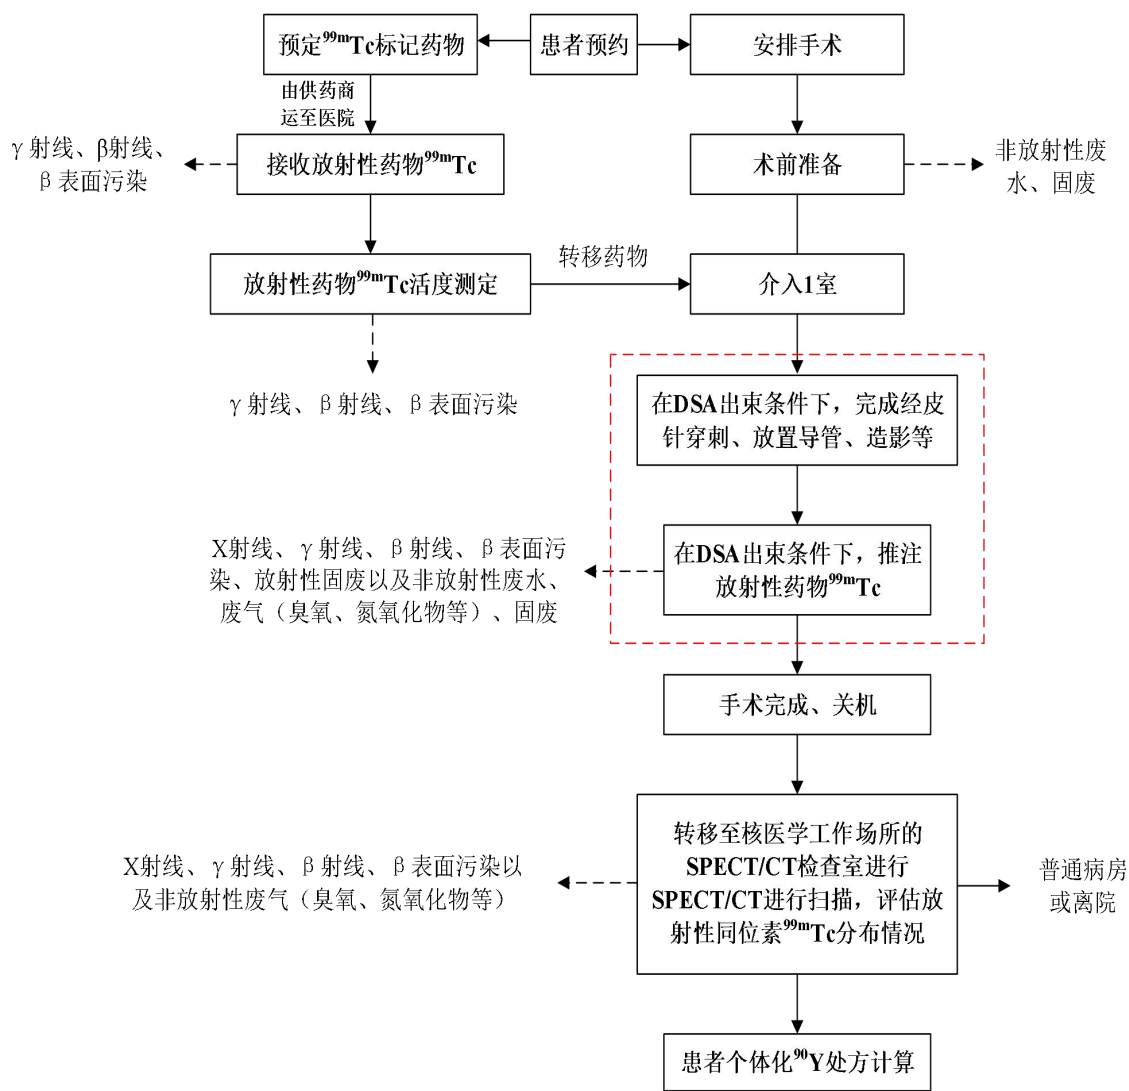 预定⁹⁹ᵐTc标记药物
患者预约
安排手术
由供药商
运至医院
γ 射线、β射线、
β 表面污染
接收放射性药物⁹⁹ᵐTc
术前准备
非放射性废
水、固废
放射性药物⁹⁹ᵐTc活度测定
转移药物
介入1室
γ 射线、β 射线、β 表面污染
在DSA出束条件下，完成经皮
针穿刺、放置导管、造影等
X射线、γ 射线、β 射线、β 表面污
染、放射性固废以及非放射性废水、
废气（臭氧、氮氧化物等）、固废
在DSA出束条件下，推注
放射性药物⁹⁹ᵐTc
手术完成、关机
X射线、γ 射线、β 射线、β 表面污染以
及非放射性废气（臭氧、氮氧化物等）
转移至核医学工作场所的
SPECT/CT检查室进行
SPECT/CT进行扫描，评估放
射性同位素⁹⁹ᵐTc分布情况
普通病房
或离院
患者个体化⁹⁰Y处方计算